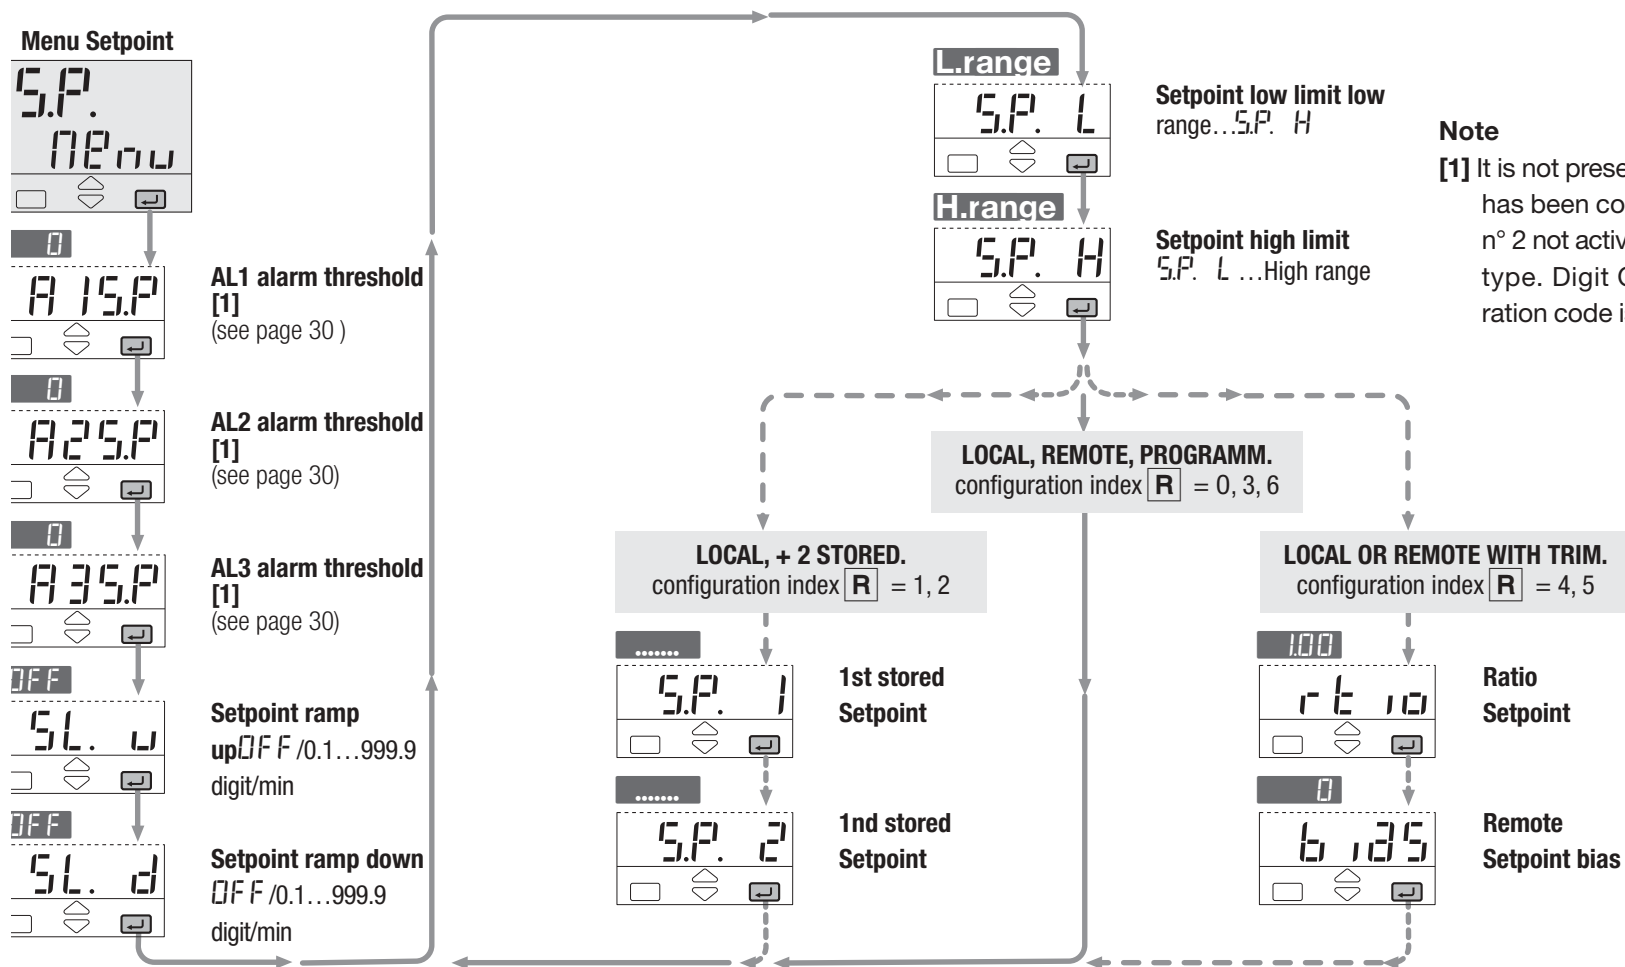 Menu Setpoint
S.P.
MEnu
0
A1S.P
AL1 alarm threshold
[1]
(see page 30 )
0
A2S.P
AL2 alarm threshold
[1]
(see page 30)
0
A3S.P
AL3 alarm threshold
[1]
(see page 30)
OFF
SL. u
Setpoint ramp
upOFF/0.1...999.9
digit/min
OFF
SL. d
Setpoint ramp down
OFF/0.1...999.9
digit/min
L.range
S.P. L
Setpoint low limit low
range...S.P. H
H.range
S.P. H
Setpoint high limit
S.P. L ...High range
Note
[1] It is not prese
has been co
n° 2 not activ
type. Digit
ration code i
LOCAL, REMOTE, PROGRAMM.
configuration index R = 0, 3, 6
LOCAL, + 2 STORED.
configuration index R = 1, 2
.......
S.P. 1
1st stored
Setpoint
.......
S.P. 2
1nd stored
Setpoint
LOCAL OR REMOTE WITH TRIM.
configuration index R = 4, 5
1.00
rtio
Ratio
Setpoint
0
biaS
Remote
Setpoint bias